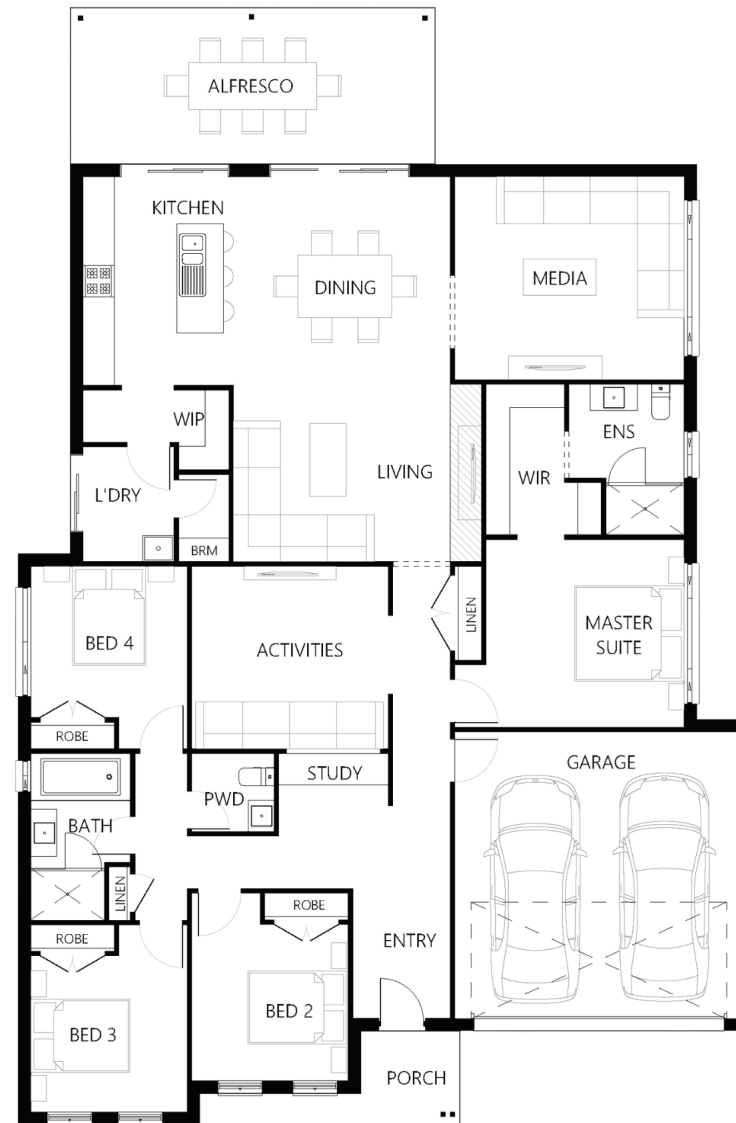 ALFRESCO
KITCHEN
DINING
MEDIA
WIP
ENS
LIVING
WIR
L'DRY
BRM
LINEN
MASTER
SUITE
BED 4
ACTIVITIES
ROBE
GARAGE
STUDY
PWD
BATH
LINEN
ROBE
ROBE
ENTRY
BED 2
BED 3
PORCH